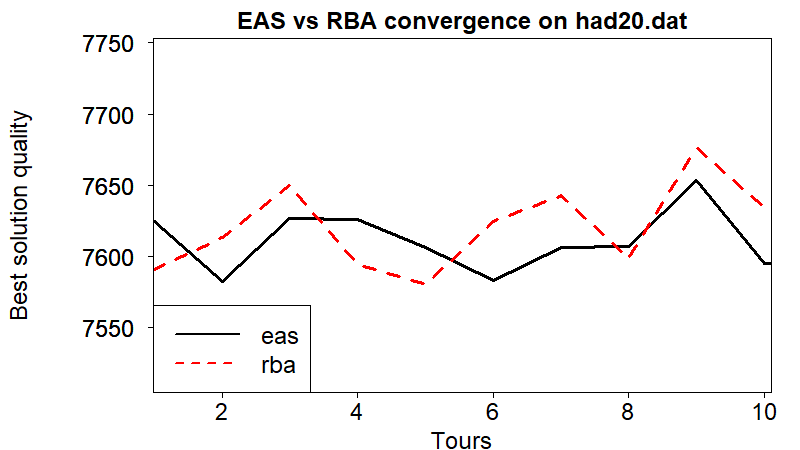 EAS vs RBA convergence on had20.dat
Best solution quality
7750
7700
7650
7600
7550
eas
rba
2 4 6 8 10
Tours